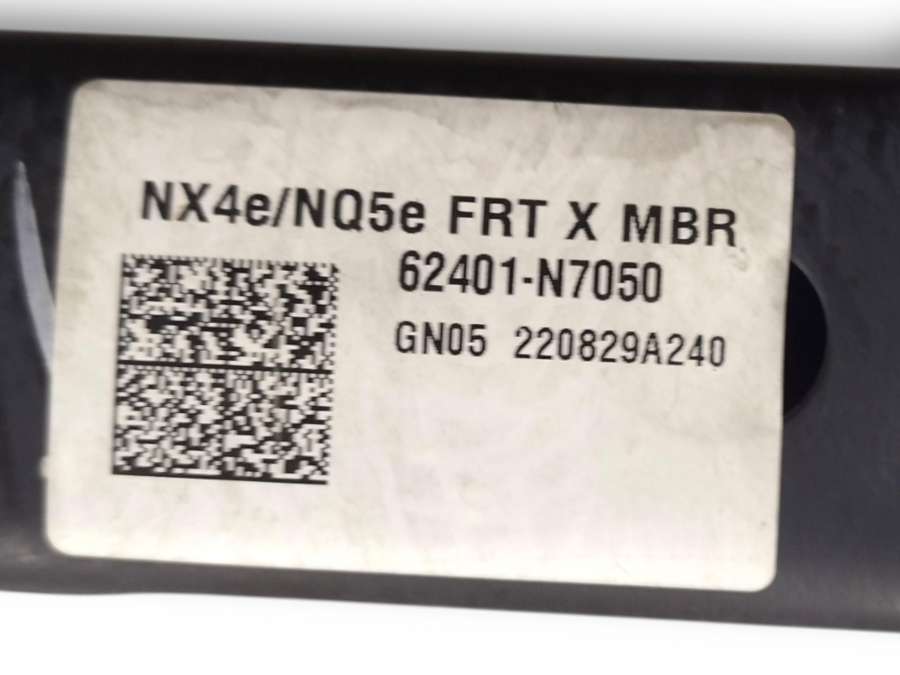 NX4e/NQ5e FRT X MBR
62401-N7050
GN05 220829A240